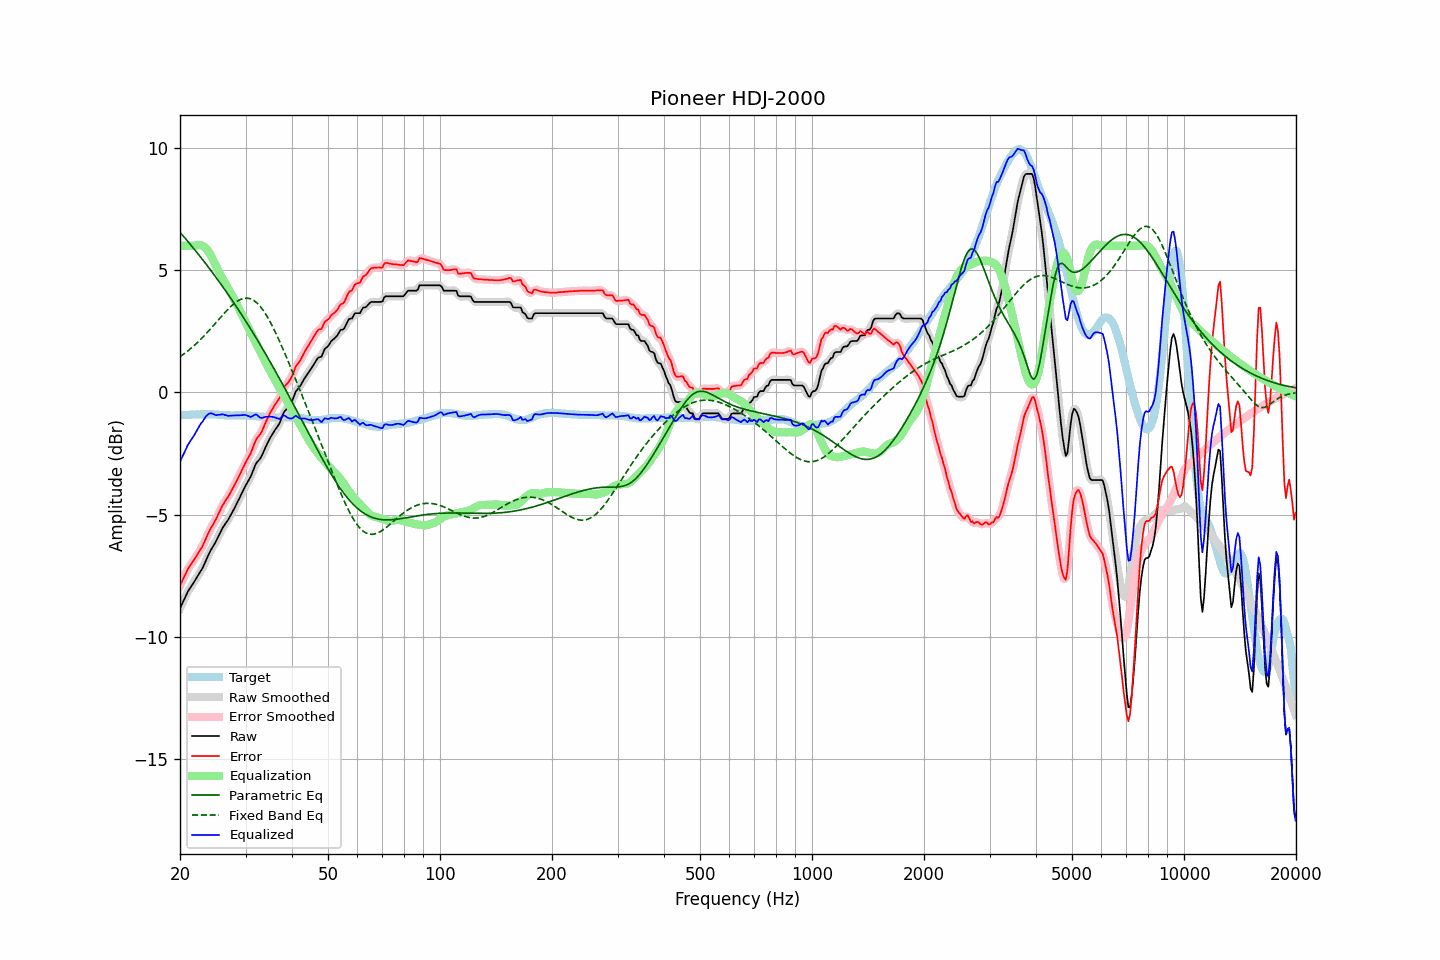 Pioneer HDJ-2000
Amplitude (dBr)
10
5
0
−5
−10
−15
Target
Raw Smoothed
Error Smoothed
Raw
Error
Equalization
Parametric Eq
Fixed Band Eq
Equalized
20 50 100 200 500 1000 2000 5000 10000 20000
Frequency (Hz)